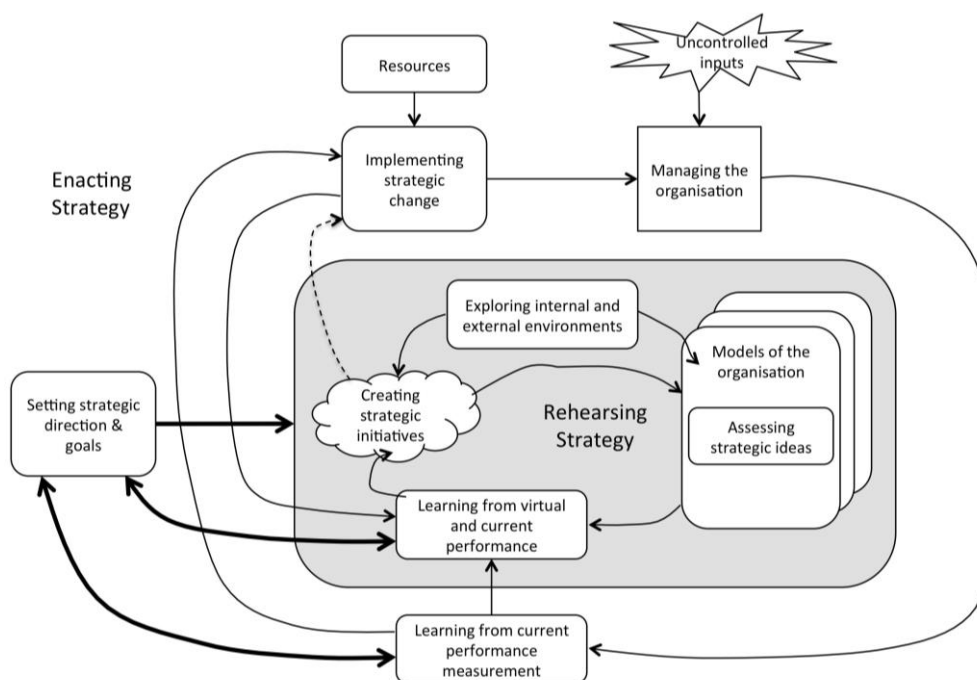 Uncontrolled
inputs
Resources
Implementing
strategic
change
Managing the
organisation
Enacting
Strategy
Exploring internal and
external environments
Models of the
organisation
Creating
strategic
initiatives
Rehearsing
Strategy
Assessing
strategic ideas
Setting strategic
direction &
goals
Learning from virtual
and current
performance
Learning from current
performance
measurement